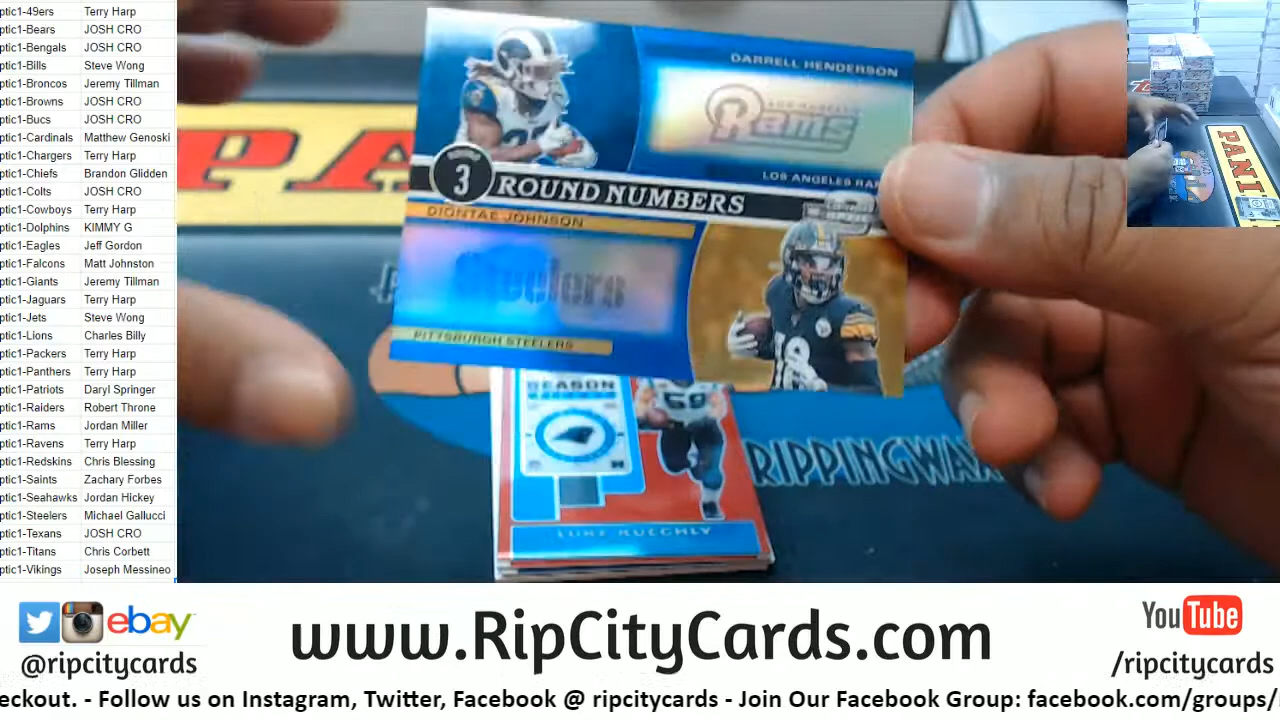 ptic1-49ers Terry Harp
ptic1-Bears JOSH CRO
ptic1-Bengals JOSH CRO
ptic1-Bills Steve Wong
ptic1-Broncos Jeremy Tillman
ptic1-Browns JOSH CRO
ptic1-Bucs JOSH CRO
ptic1-Cardinals Matthew Genoski
ptic1-Chargers Terry Harp
ptic1-Chiefs Brandon Glidden
ptic1-Colts JOSH CRO
ptic1-Cowboys Terry Harp
ptic1-Dolphins KIMMY G
ptic1-Eagles Jeff Gordon
ptic1-Falcons Matt Johnston
ptic1-Giants Jeremy Tillman
ptic1-Jaguars Terry Harp
ptic1-Jets Steve Wong
ptic1-Lions Charles Billy
ptic1-Packers Terry Harp
ptic1-Panthers Terry Harp
ptic1-Patriots Daryl Springer
ptic1-Raiders Robert Throne
ptic1-Rams Jordan Miller
ptic1-Ravens Terry Harp
ptic1-Redskins Chris Blessing
ptic1-Saints Zachary Forbes
ptic1-Seahawks Jordan Hickey
ptic1-Steelers Michael Gallucci
ptic1-Texans JOSH CRO
ptic1-Titans Chris Corbett
ptic1-Vikings Joseph Messineo
DARRELL HENDERSON
LOS ANGELES
Rams
LOS ANGELES RA
3
ROUND NUMBERS
DIONTAE JOHNSON
Steelers
PITTSBURGH STEELERS
18
PA
SEASON
59
LUKE KUECHLY
RIPPINGWAX
PANI
ebay
@ripcitycards
www.RipCityCards.com
YouTube
/ripcitycards
eckout. - Follow us on Instagram, Twitter, Facebook @ ripcitycards - Join Our Facebook Group: facebook.com/groups/